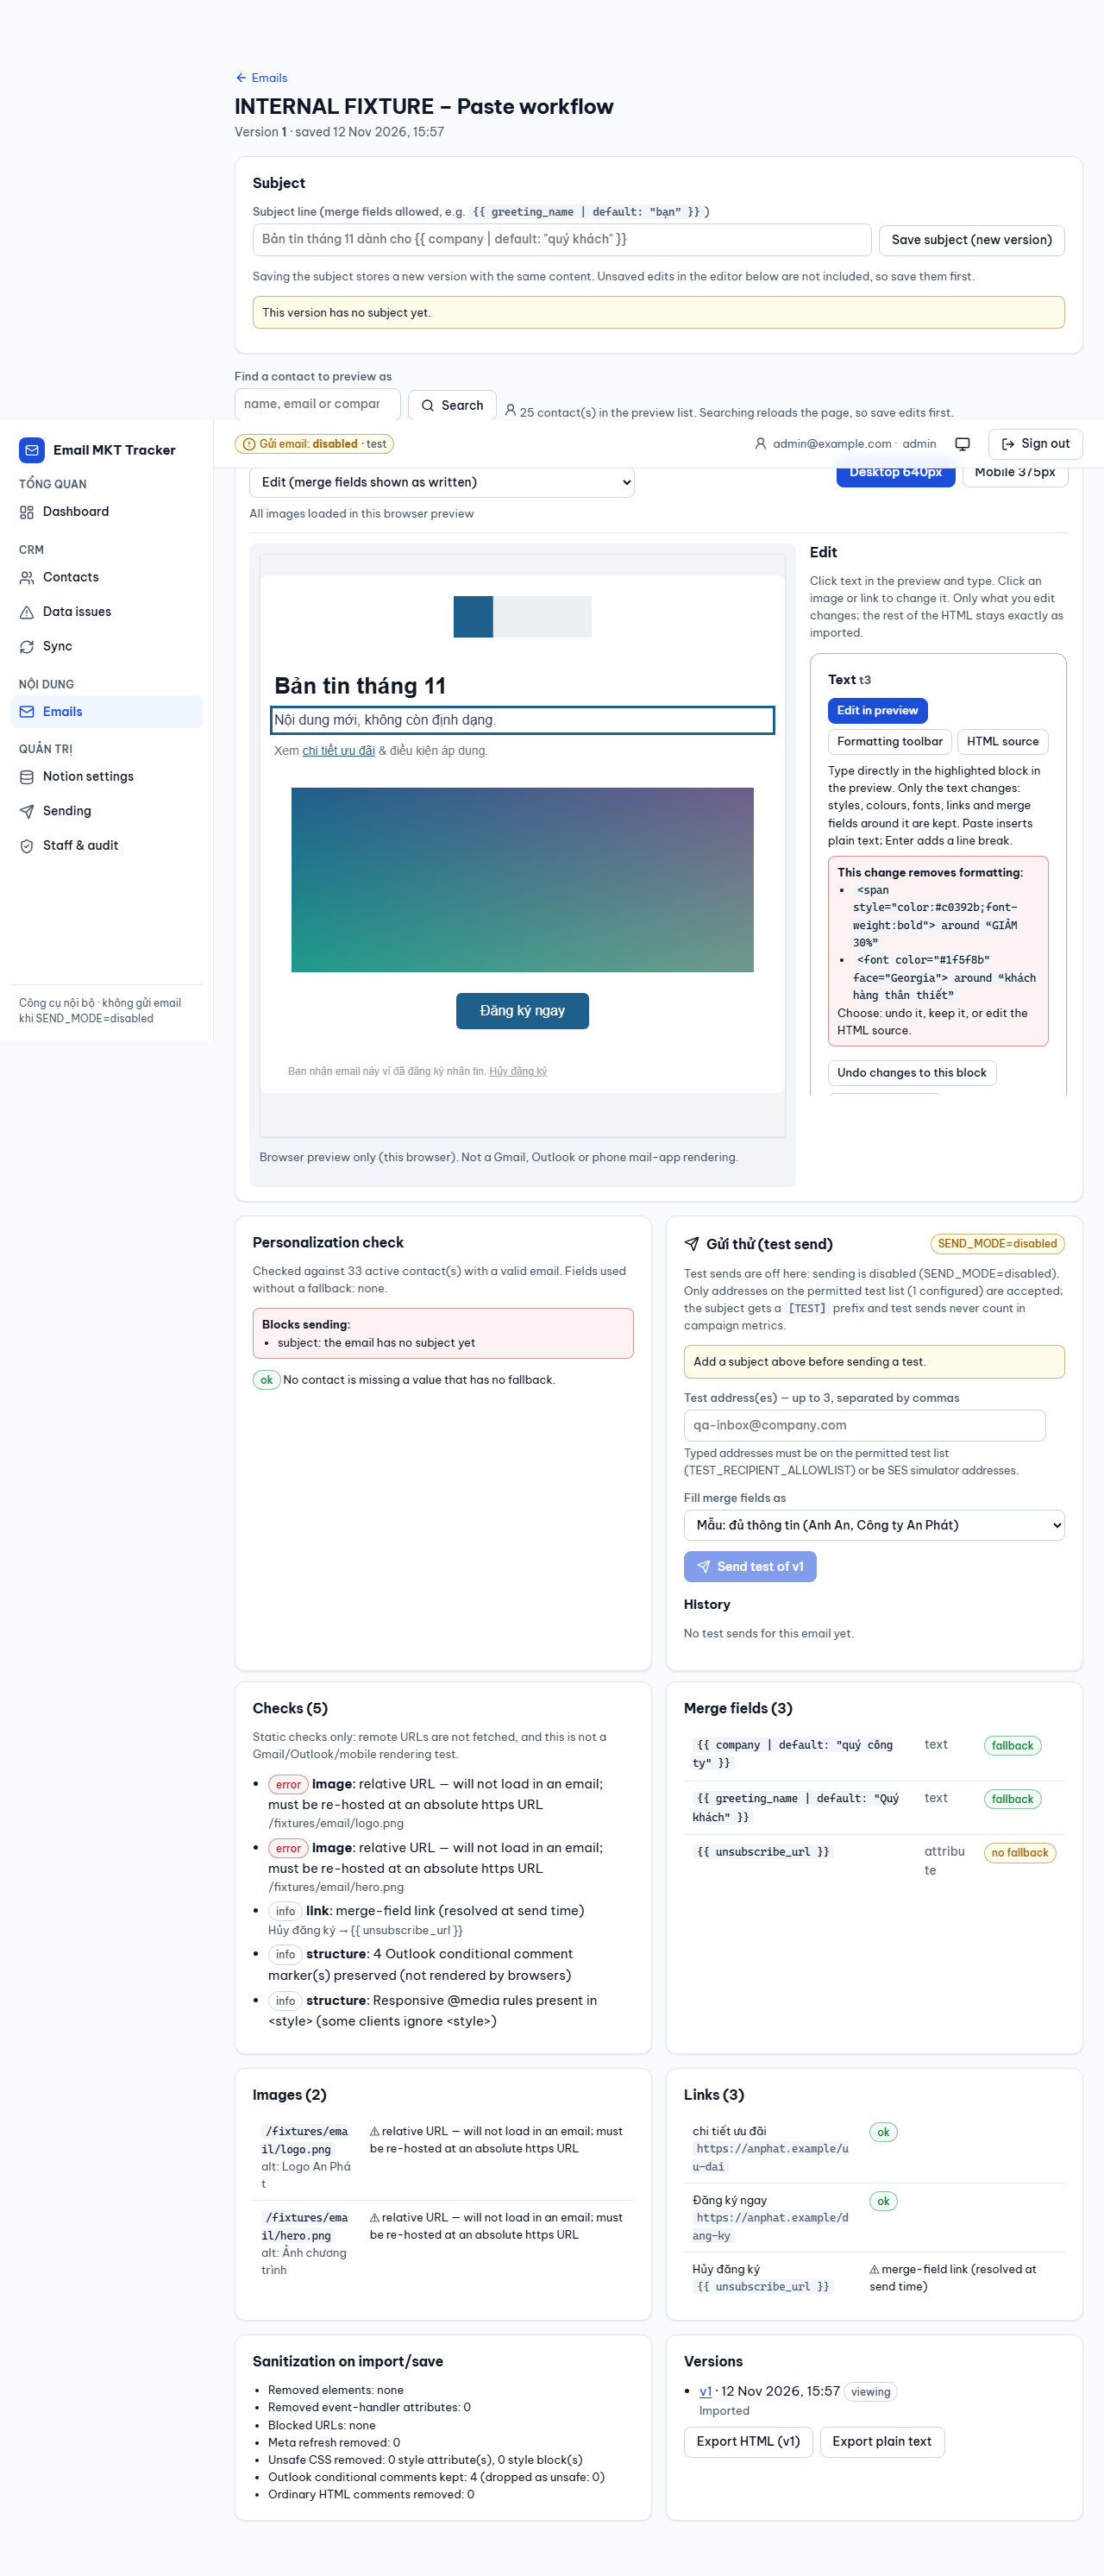 Emails
INTERNAL FIXTURE – Paste workflow
Version 1 · saved 12 Nov 2026, 15:57
Subject
Subject line (merge fields allowed, e.g. {{ greeting_name | default: "bạn" }} )
Bản tin tháng 11 dành cho {{ company | default: "quý khách" }}
Save subject (new version)
Saving the subject stores a new version with the same content. Unsaved edits in the editor below are not included, so save them first.
This version has no subject yet.
Find a contact to preview as
name, email or compar
Search
25 contact(s) in the preview list. Searching reloads the page, so save edits first.
Email MKT Tracker
TỔNG QUAN
Dashboard
CRM
Contacts
Data issues
Sync
NỘI DUNG
Emails
QUẢN TRỊ
Notion settings
Sending
Staff & audit
Công cụ nội bộ · không gửi email
khi SEND_MODE=disabled
Gửi email: disabled · test
admin@example.com · admin
Sign out
Edit (merge fields shown as written)
Desktop 640px
Mobile 375px
All images loaded in this browser preview
Bản tin tháng 11
Nội dung mới, không còn định dạng.
Xem chi tiết ưu đãi & điều kiện áp dụng.
Đăng ký ngay
Bạn nhận email này vì đã đăng ký nhận tin. Hủy đăng ký
Browser preview only (this browser). Not a Gmail, Outlook or phone mail-app rendering.
Edit
Click text in the preview and type. Click an
image or link to change it. Only what you edit
changes; the rest of the HTML stays exactly as
imported.
Text t3
Edit in preview
Formatting toolbar
HTML source
Type directly in the highlighted block in
the preview. Only the text changes:
styles, colours, fonts, links and merge
fields around it are kept. Paste inserts
plain text; Enter adds a line break.
This change removes formatting:
• <span
style="color:#c0392b;font-
weight:bold"> around “GIẢM
30%”
• <font color="#1f5f8b"
face="Georgia"> around “khách
hàng thân thiết”
Choose: undo it, keep it, or edit the
HTML source.
Undo changes to this block
Personalization check
Checked against 33 active contact(s) with a valid email. Fields used
without a fallback: none.
Blocks sending:
• subject: the email has no subject yet
ok No contact is missing a value that has no fallback.
Gửi thử (test send)
SEND_MODE=disabled
Test sends are off here: sending is disabled (SEND_MODE=disabled).
Only addresses on the permitted test list (1 configured) are accepted;
the subject gets a [TEST] prefix and test sends never count in
campaign metrics.
Add a subject above before sending a test.
Test address(es) — up to 3, separated by commas
qa-inbox@company.com
Typed addresses must be on the permitted test list
(TEST_RECIPIENT_ALLOWLIST) or be SES simulator addresses.
Fill merge fields as
Mẫu: đủ thông tin (Anh An, Công ty An Phát)
Send test of v1
History
No test sends for this email yet.
Checks (5)
Static checks only: remote URLs are not fetched, and this is not a
Gmail/Outlook/mobile rendering test.
• error image: relative URL — will not load in an email;
must be re-hosted at an absolute https URL
/fixtures/email/logo.png
• error image: relative URL — will not load in an email;
must be re-hosted at an absolute https URL
/fixtures/email/hero.png
• info link: merge-field link (resolved at send time)
Hủy đăng ký → {{ unsubscribe_url }}
• info structure: 4 Outlook conditional comment
marker(s) preserved (not rendered by browsers)
• info structure: Responsive @media rules present in
<style> (some clients ignore <style>)
Merge fields (3)
{{ company | default: "quý công
ty" }}
text
fallback
{{ greeting_name | default: "Quý
khách" }}
text
fallback
{{ unsubscribe_url }}
attribu
te
no fallback
Images (2)
/fixtures/ema
il/logo.png
alt: Logo An Phá
t
⚠ relative URL — will not load in an email; must
be re-hosted at an absolute https URL
/fixtures/ema
il/hero.png
alt: Ảnh chương
trình
⚠ relative URL — will not load in an email; must
be re-hosted at an absolute https URL
Links (3)
chi tiết ưu đãi
https://anphat.example/u
u-dai
ok
Đăng ký ngay
https://anphat.example/d
ang-ky
ok
Hủy đăng ký
{{ unsubscribe_url }}
⚠ merge-field link (resolved at
send time)
Sanitization on import/save
• Removed elements: none
• Removed event-handler attributes: 0
• Blocked URLs: none
• Meta refresh removed: 0
• Unsafe CSS removed: 0 style attribute(s), 0 style block(s)
• Outlook conditional comments kept: 4 (dropped as unsafe: 0)
• Ordinary HTML comments removed: 0
Versions
• v1 · 12 Nov 2026, 15:57 viewing
Imported
Export HTML (v1)
Export plain text